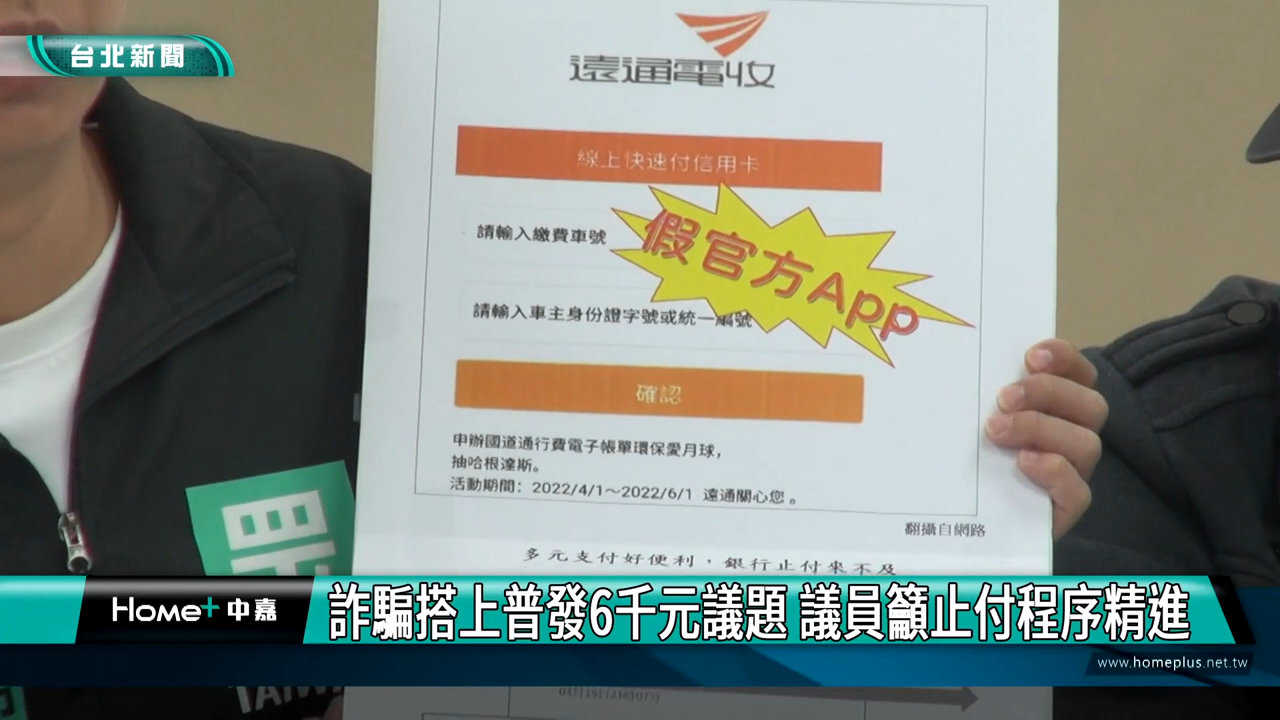 台北新聞
遠通電收
線上快速付信用卡
假官方App
請輸入繳費車號
請輸入車主身份證字號或統一編號
確認
申辦國道通行費電子帳單環保愛月球，
抽哈根達斯。
活動期間：2022/4/1～2022/6/1 遠通關心您。
翻攝自網路
多元支付好便利，銀行止付來不及
Home+中嘉
詐騙搭上普發6千元議題 議員籲止付程序精進
www.homeplus.net.tw